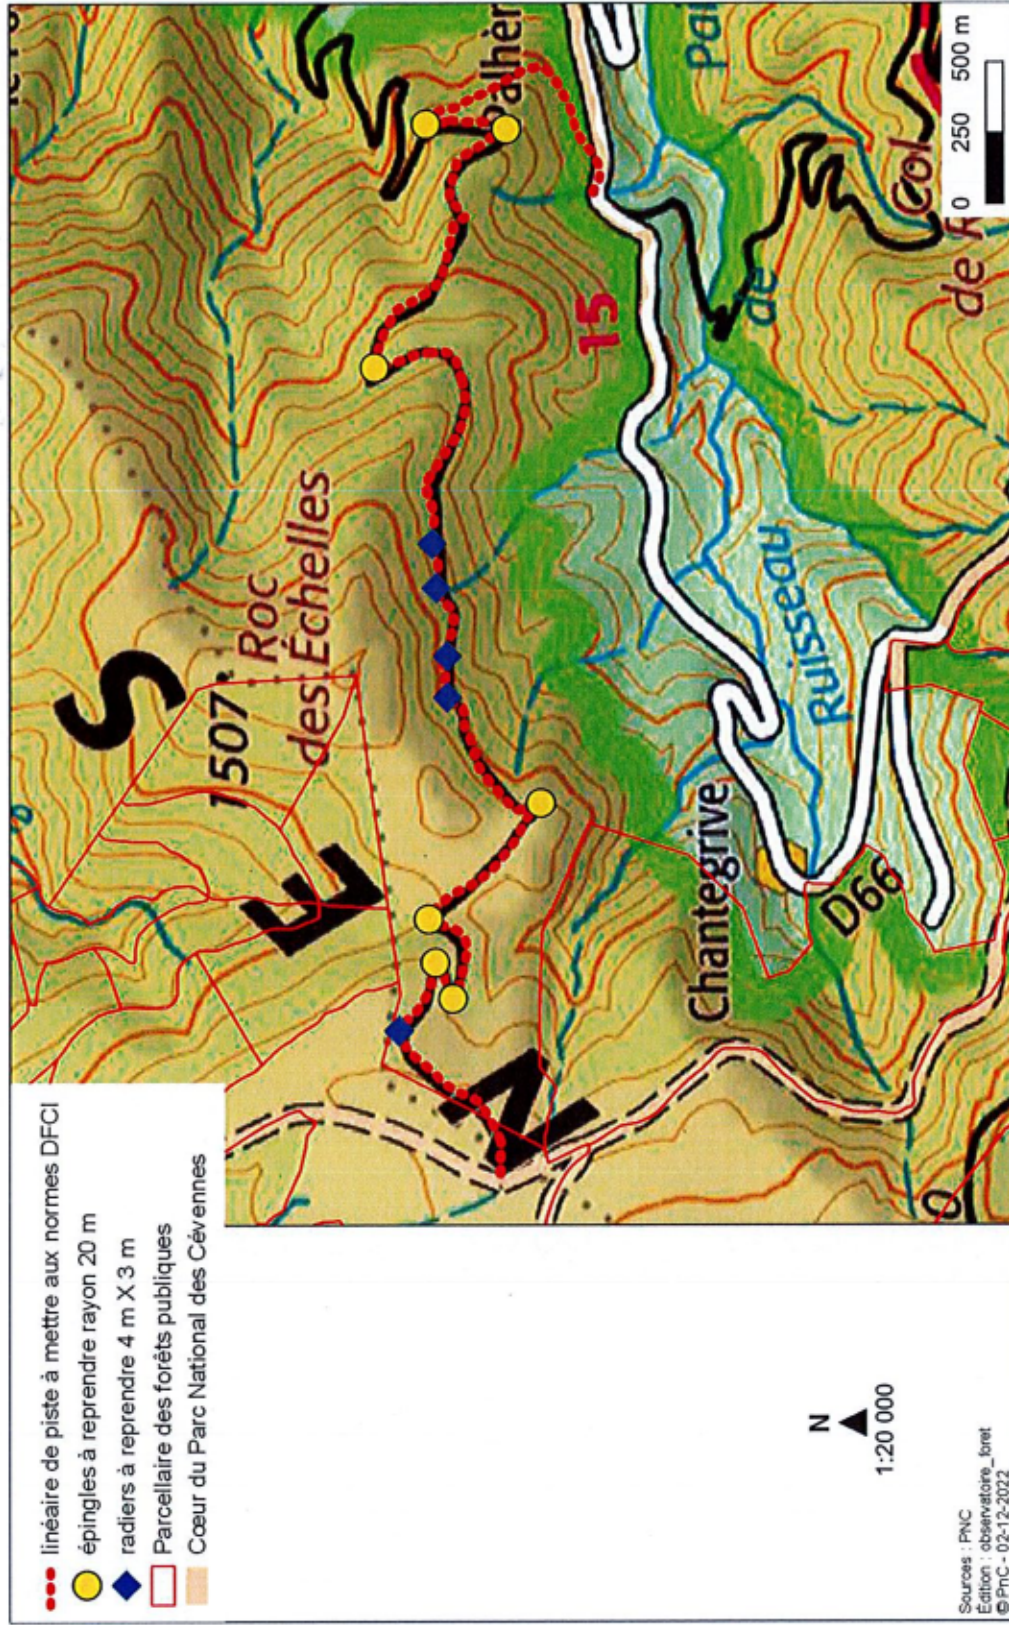 linéaire de piste à mettre aux normes DFCI
épingles à reprendre rayon 20 m
radiers à reprendre 4 m X 3 m
Parcellaire des forêts publiques
Cœur du Parc National des Cévennes
N
1:20 000
Sources : PNC
Édition : observatoire_foret
©PnC - 02-12-2022
S
E
N
1507
Roc
des Échelles
Palhèr
15
Chantegrive
D66
Ruisseau
de
Pai
Col
de R
0 250 500 m